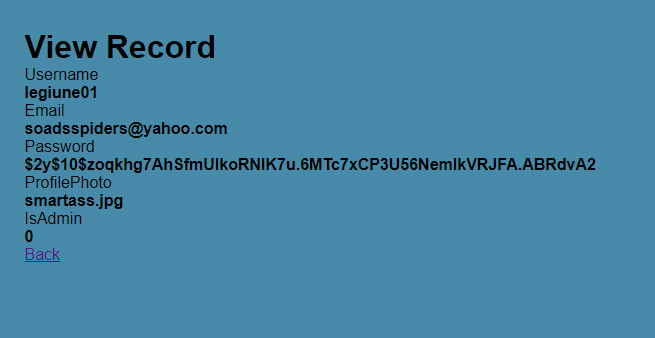 View Record
Username
legiune01
Email
soadsspiders@yahoo.com
Password
$2y$10$zoqkhg7AhSfmUlkoRNIK7u.6MTc7xCP3U56NemlkVRJFA.ABRdvA2
ProfilePhoto
smartass.jpg
IsAdmin
0
Back